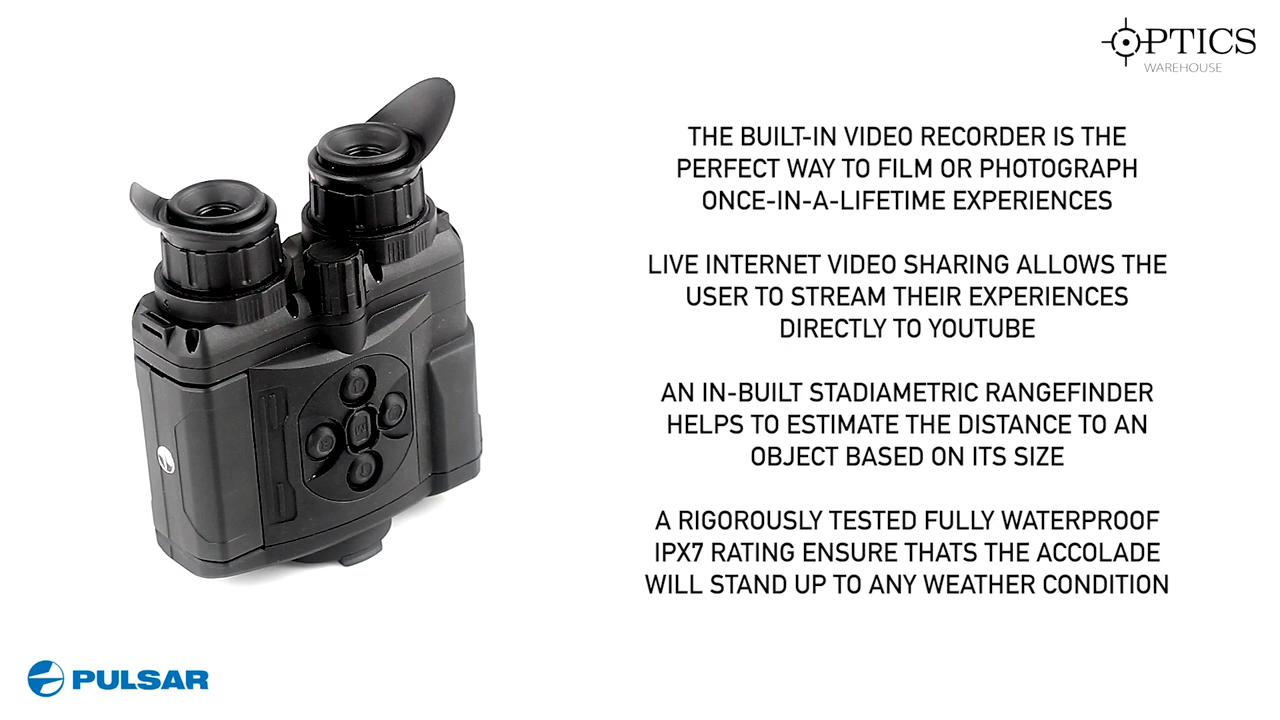 OPTICS
WAREHOUSE
THE BUILT-IN VIDEO RECORDER IS THE
PERFECT WAY TO FILM OR PHOTOGRAPH
ONCE-IN-A-LIFETIME EXPERIENCES
LIVE INTERNET VIDEO SHARING ALLOWS THE
USER TO STREAM THEIR EXPERIENCES
DIRECTLY TO YOUTUBE
AN IN-BUILT STADIAMETRIC RANGEFINDER
HELPS TO ESTIMATE THE DISTANCE TO AN
OBJECT BASED ON ITS SIZE
A RIGOROUSLY TESTED FULLY WATERPROOF
IPX7 RATING ENSURE THATS THE ACCOLADE
WILL STAND UP TO ANY WEATHER CONDITION
PULSAR